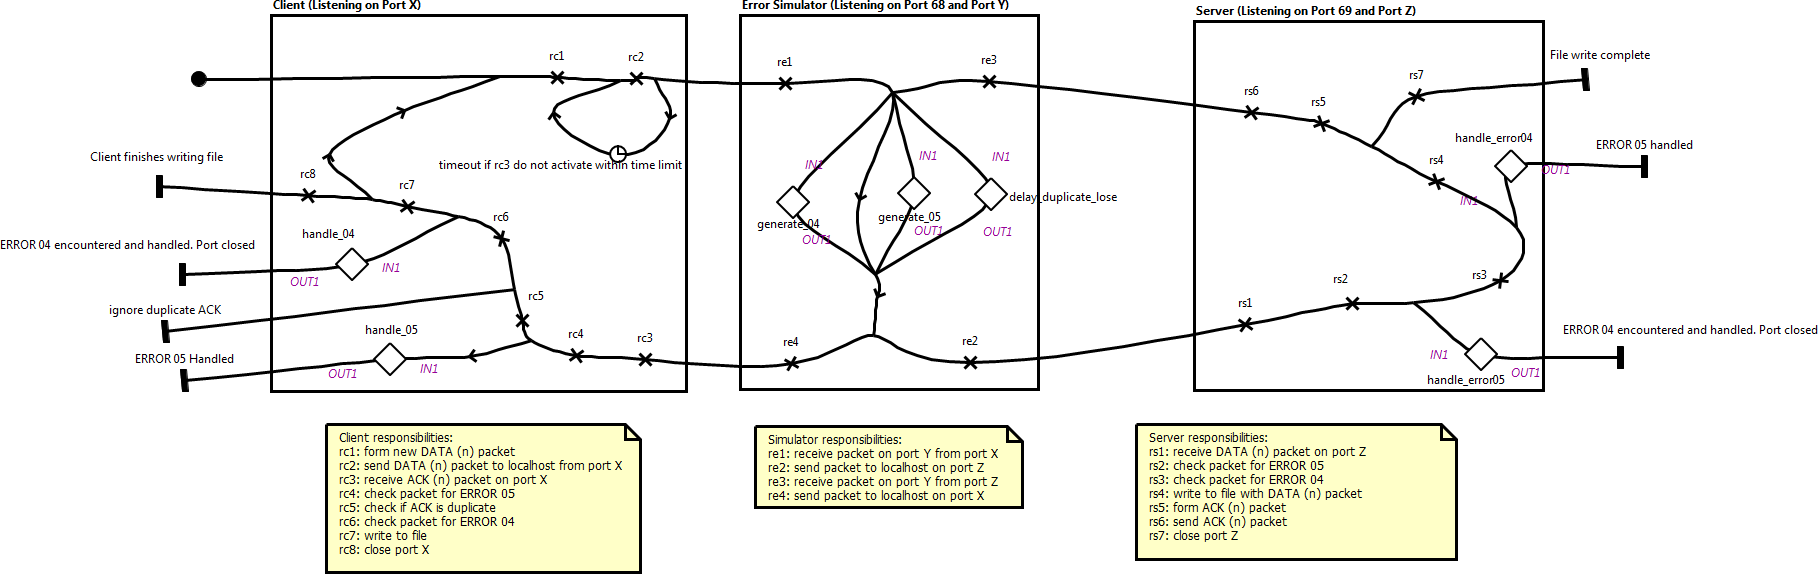 Client (Listening on Port X)
Error Simulator (Listening on Port 68 and Port Y)
Server (Listening on Port 69 and Port Z)
rc1
rc2
timeout if rc3 do not activate within time limit
Client finishes writing file
rc8
rc7
rc6
handle_04
ERROR 04 encountered and handled. Port closed
OUT1
IN1
ignore duplicate ACK
rc5
handle_05
ERROR 05 Handled
OUT1
IN1
rc4
rc3
re1
re3
IN1
IN1
IN1
generate_04
generate_05
delay_duplicate_lose
OUT1
OUT1
OUT1
re4
re2
File write complete
rs7
rs6
rs5
handle_error04
ERROR 05 handled
OUT1
rs4
IN1
rs3
rs2
rs1
ERROR 04 encountered and handled. Port closed
IN1
OUT1
handle_error05
Client responsibilities:
rc1: form new DATA (n) packet
rc2: send DATA (n) packet to localhost from port X
rc3: receive ACK (n) packet on port X
rc4: check packet for ERROR 05
rc5: check if ACK is duplicate
rc6: check packet for ERROR 04
rc7: write to file
rc8: close port X
Simulator responsibilities:
re1: receive packet on port Y from port X
re2: send packet to localhost on port Z
re3: receive packet on port Y from port Z
re4: send packet to localhost on port X
Server responsibilities:
rs1: receive DATA (n) packet on port Z
rs2: check packet for ERROR 05
rs3: check packet for ERROR 04
rs4: write to file with DATA (n) packet
rs5: form ACK (n) packet
rs6: send ACK (n) packet
rs7: close port Z